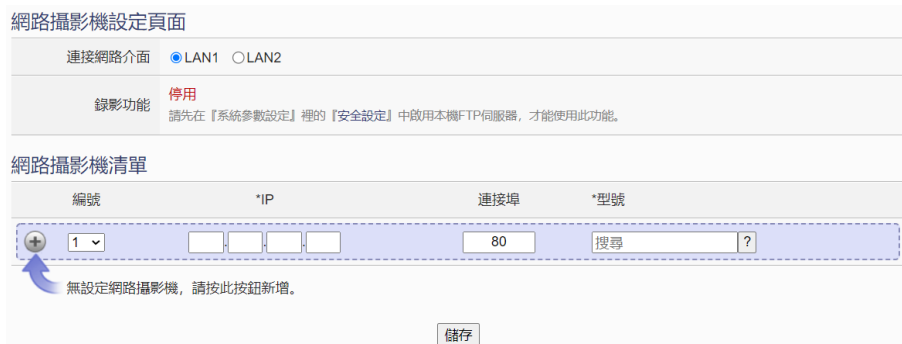 網路攝影機設定頁面
連接網路介面 LAN1 LAN2
錄影功能 停用
請先在『系統參數設定』裡的『安全設定』中啟用本機FTP伺服器，才能使用此功能。
網路攝影機清單
編號 *IP 連接埠 *型號
1 . . . 80 搜尋 ?
無設定網路攝影機，請按此按鈕新增。
儲存